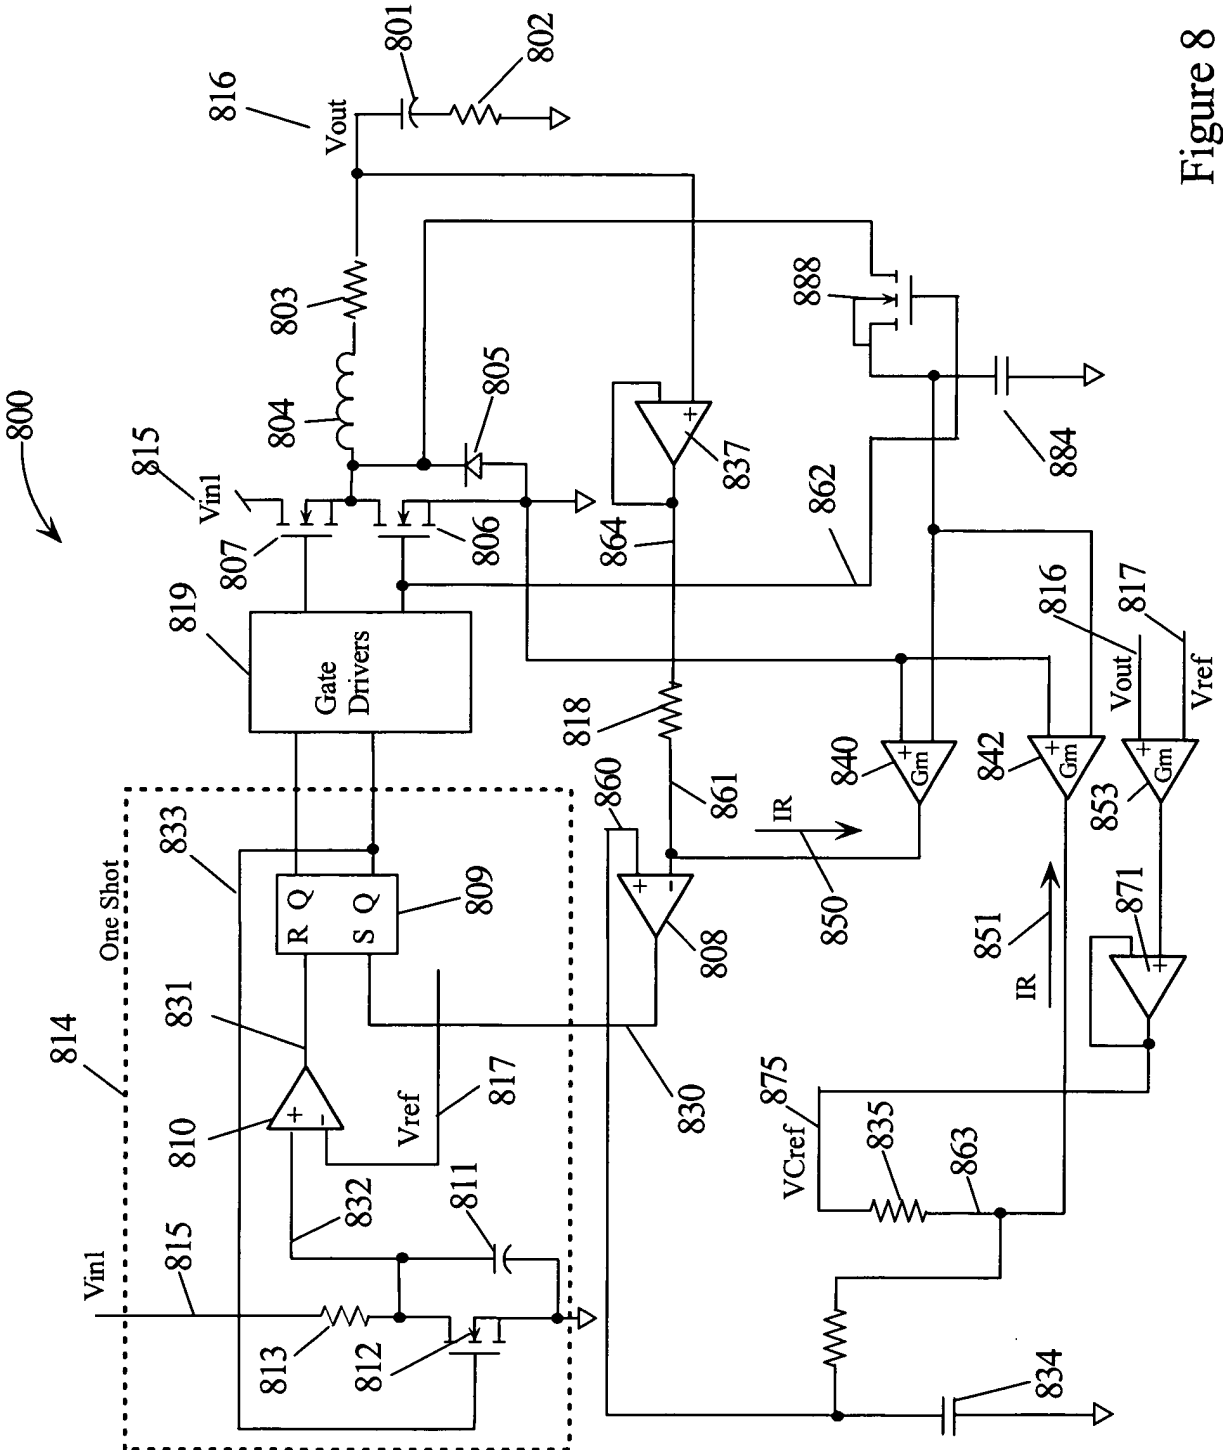 800
816
Vout
801
802
815
Vin1
807
804
803
806
805
819
Gate
Drivers
837
+
864
888
884
862
818
860
861
840
+
Gm
842
+
Gm
816
Vout
817
Vref
853
+
Gm
IR
850
808
+
−
One Shot
833
R Q
S Q
809
814
831
810
+
−
Vref
817
830
832
811
Vin1
815
813
812
851
IR
871
+
875
VCref
835
863
834
Figure 8